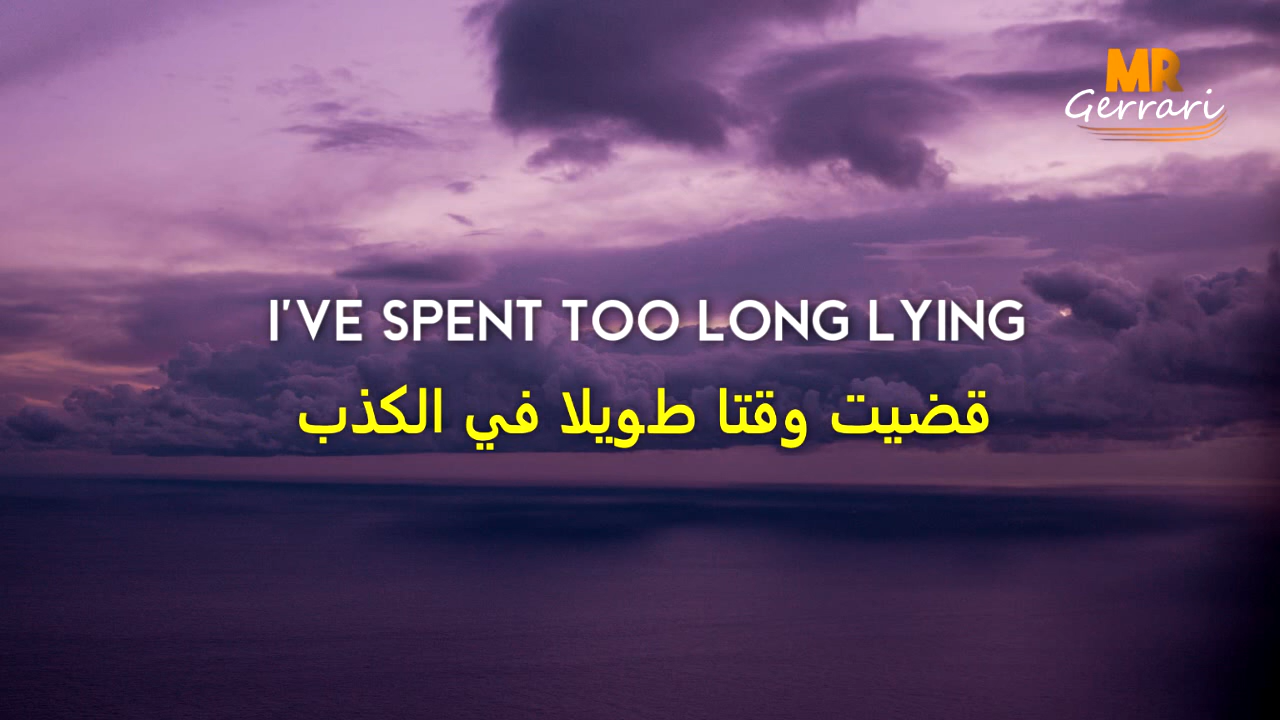 MR
Gerrari
I'VE SPENT TOO LONG LYING
قضيت وقتا طويلا في الكذب